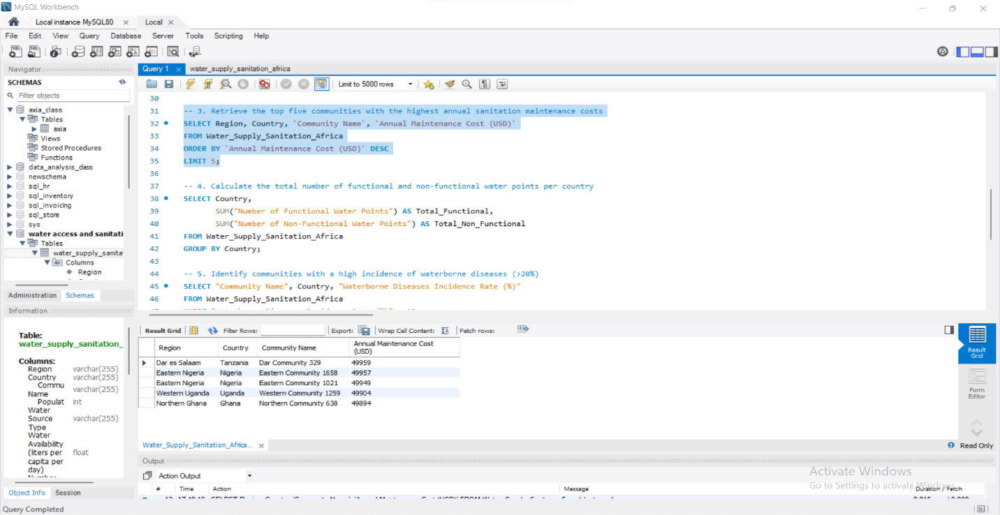 MySQL Workbench
Local instance MySQL80
Local
File Edit View Query Database Server Tools Scripting Help
Navigator
SCHEMAS
Filter objects
axia_class
Tables
axia
Views
Stored Procedures
Functions
data_analysis_dass
newschema
sql_hr
sql_inventory
sql_invoicing
sql_store
sys
water access and sanitati
Tables
water_supply_sanita
Columns
Region
Administration Schemas
Information
Table:
water_supply_sanitation_
Columns:
Region varchar(255)
Country varchar(255)
Commu
Name varchar(255)
Populat int
Water
Source varchar(255)
Type
Water
Availability
(liters per float
capita per
day)
Object Info Session
Query Completed
Query 1 water_supply_sanitation_africa
Limit to 5000 rows
30
31 -- 3. Retrieve the top five communities with the highest annual sanitation maintenance costs
32 SELECT Region, Country, `Community Name`, `Annual Maintenance Cost (USD)`
33 FROM Water_Supply_Sanitation_Africa
34 ORDER BY `Annual Maintenance Cost (USD)` DESC
35 LIMIT 5;
36
37 -- 4. Calculate the total number of functional and non-functional water points per country
38 SELECT Country,
39 SUM("Number of Functional Water Points") AS Total_Functional,
40 SUM("Number of Non-Functional Water Points") AS Total_Non_Functional
41 FROM Water_Supply_Sanitation_Africa
42 GROUP BY Country;
43
44 -- 5. Identify communities with a high incidence of waterborne diseases (>20%)
45 SELECT "Community Name", Country, "Waterborne Diseases Incidence Rate (%)"
46 FROM Water_Supply_Sanitation_Africa
Result Grid Filter Rows: Export: Wrap Cell Content: Fetch rows:
Region Country Community Name Annual Maintenance Cost (USD)
Dar es Salaam Tanzania Dar Community 329 49959
Eastern Nigeria Nigeria Eastern Community 1658 49957
Eastern Nigeria Nigeria Eastern Community 1021 49949
Western Uganda Uganda Western Community 1259 49904
Northern Ghana Ghana Northern Community 638 49894
Result
Grid
Form
Editor
Water_Supply_Sanitation_Africa...
Read Only
Output
Action Output
# Time Action Message Duration / Fetch
Activate Windows
Go to Settings to activate Windows.